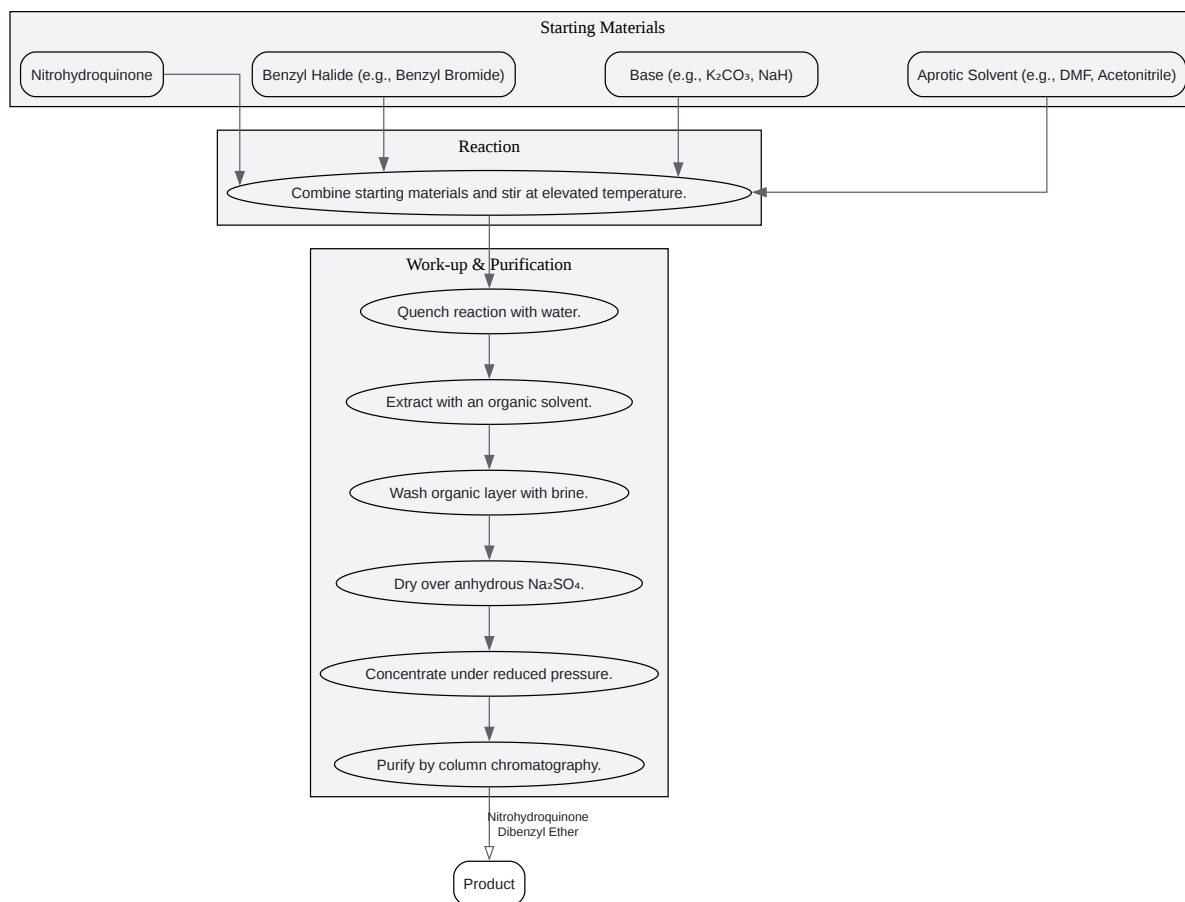 Starting Materials
Nitrohydroquinone
Benzyl Halide (e.g., Benzyl Bromide)
Base (e.g., K₂CO₃, NaH)
Aprotic Solvent (e.g., DMF, Acetonitrile)
Reaction
Combine starting materials and stir at elevated temperature.
Work-up & Purification
Quench reaction with water.
Extract with an organic solvent.
Wash organic layer with brine.
Dry over anhydrous Na₂SO₄.
Concentrate under reduced pressure.
Purify by column chromatography.
Nitrohydroquinone
Dibenzyl Ether
Product